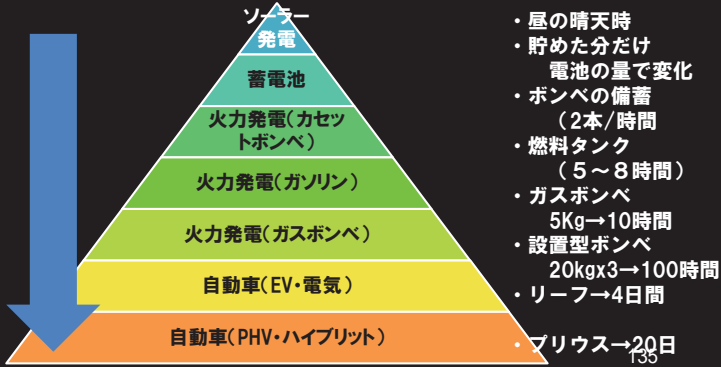 ソーラー
発電
蓄電池
火力発電(カセッ
トボンベ)
火力発電(ガソリン)
火力発電(ガスボンベ)
自動車(EV・電気)
自動車(PHV・ハイブリット)
・昼の晴天時
・貯めた分だけ
電池の量で変化
・ボンベの備蓄
(2本/時間
・燃料タンク
(5～8時間)
・ガスボンベ
5Kg→10時間
・設置型ボンベ
20kgx3→100時間
・リーフ→4日間
・プリウス→20日
135